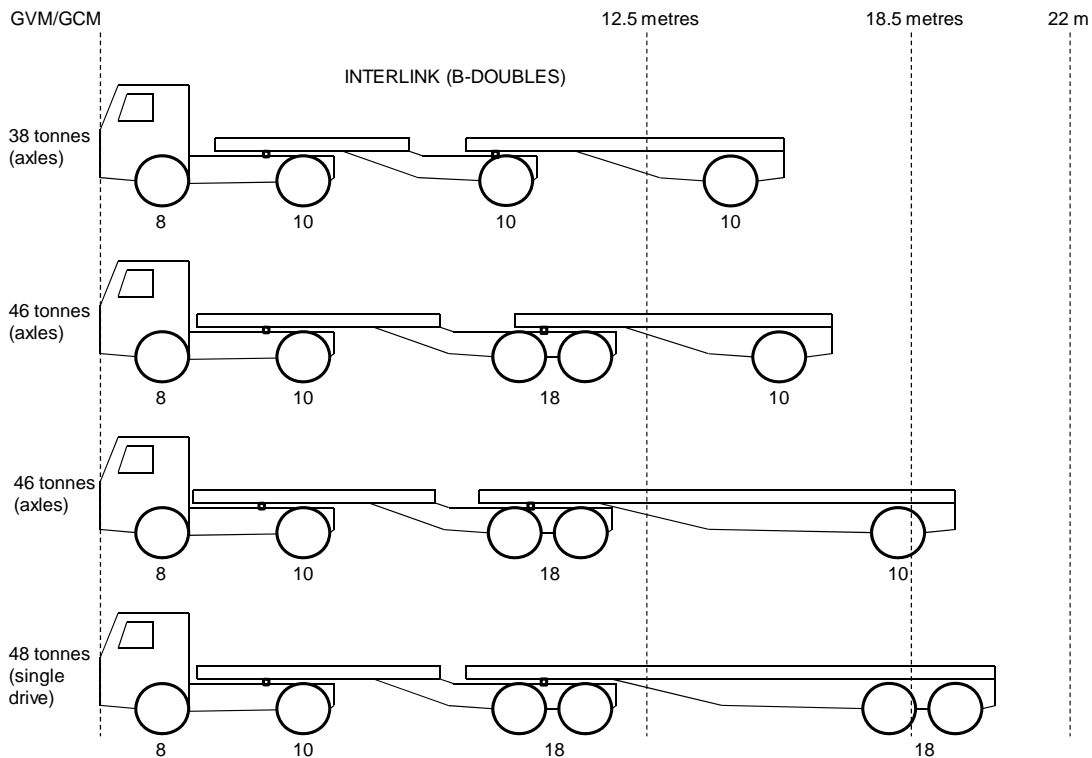 GVM/GCM 12.5 metres 18.5 metres 22 m
INTERLINK (B-DOUBLES)
38 tonnes
(axles)
8 10 10 10
46 tonnes
(axles)
8 10 18 10
46 tonnes
(axles)
8 10 18 10
48 tonnes
(single
drive)
8 10 18 18